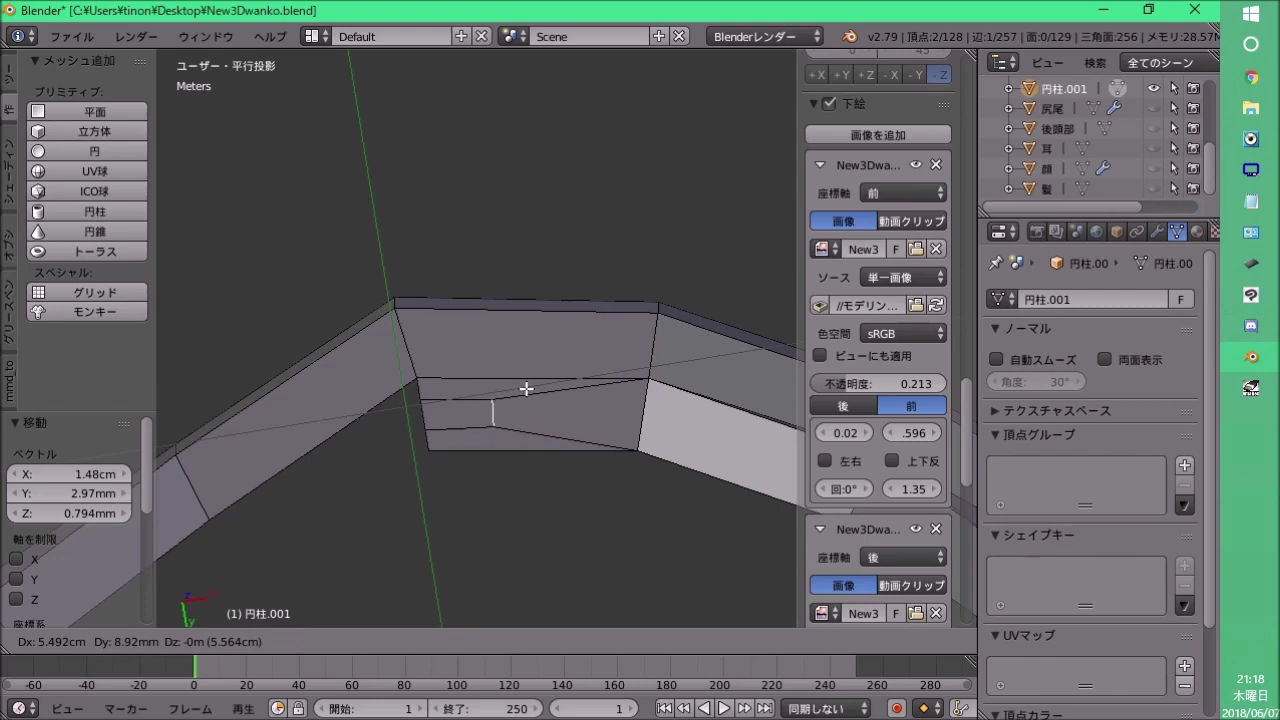 Blender* [C:¥Users¥tinon¥Desktop¥New3Dwanko.blend]
ファイル レンダー ウィンドウ ヘルプ Default Scene Blenderレンダー v2.79 | 頂点:2/128 | 辺:1/257 | 面:0/129 | 三角面:256 | メモリ:28.57M
メッシュ追加
プリミティブ:
平面
立方体
円
UV球
ICO球
円柱
円錐
トーラス
スペシャル:
グリッド
モンキー
mmd_to
移動
ベクトル
X: 1.48cm
Y: 2.97mm
Z: 0.794mm
軸を制限
X
Y
Z
座標系
ユーザー・平行投影
Meters
(1) 円柱.001
Dx: 5.492cm Dy: 8.92mm Dz: -0m (5.564cm)
+X +Y +Z -X -Y -Z
下絵
画像を追加
New3Dwa...
座標軸 前
画像 動画クリップ
New3 F
ソース 単一画像
//モデリン...
色空間 sRGB
ビューにも適用
不透明度: 0.213
後 前
0.02 .596
左右 上下反
回:0° 1.35
New3Dwa...
座標軸 後
画像 動画クリップ
New3 F
ビュー 検索 全てのシーン
円柱.001
尻尾
後頭部
耳
顔
髪
円柱.00 円柱.00
円柱.001 F
ノーマル
自動スムーズ 両面表示
角度: 30°
テクスチャスペース
頂点グループ
シェイプキー
UVマップ
頂点カラー
-60 -40 -20 0 20 40 60 80 100 120 140 160 180 200 220 240 260 280
ビュー マーカー フレーム 再生 開始: 1 終了: 250 1 同期しない
21:18
木曜日
2018/06/07